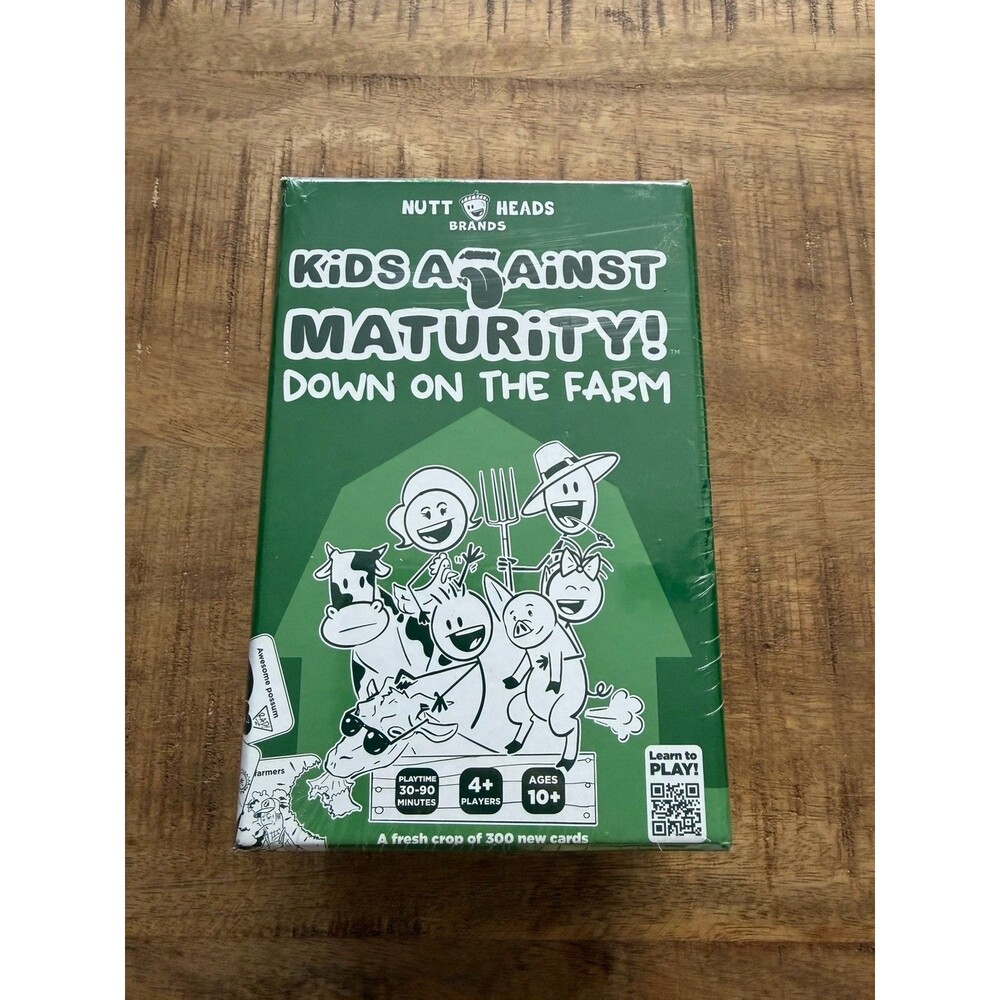 NUTT HEADS
BRANDS
KiDS AGAiNST
MATURiTY!
TM
DOWN ON THE FARM
Awesome possum
farmers
PLAYTIME
30-90
MINUTES
4+
PLAYERS
AGES
10+
Learn to
PLAY!
A fresh crop of 300 new cards